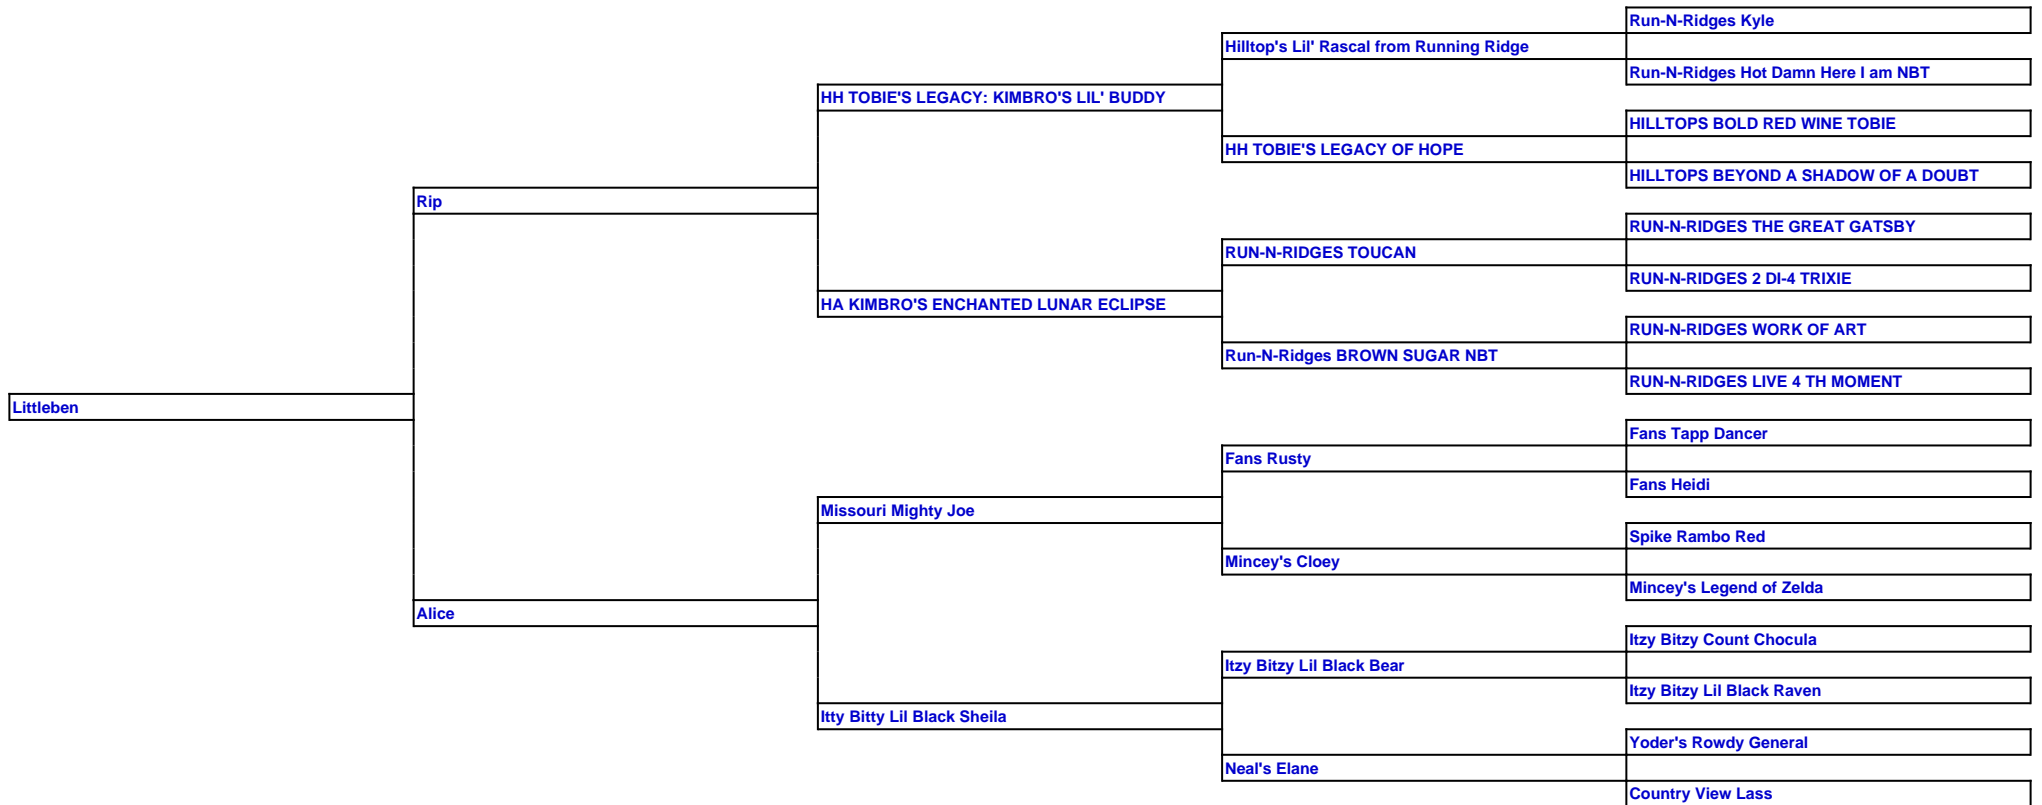 Run-N-Ridges Kyle
Hilltop's Lil' Rascal from Running Ridge
Run-N-Ridges Hot Damn Here I am NBT
HH TOBIE'S LEGACY: KIMBRO'S LIL' BUDDY
HILLTOPS BOLD RED WINE TOBIE
HH TOBIE'S LEGACY OF HOPE
HILLTOPS BEYOND A SHADOW OF A DOUBT
Rip
RUN-N-RIDGES THE GREAT GATSBY
RUN-N-RIDGES TOUCAN
RUN-N-RIDGES 2 DI-4 TRIXIE
HA KIMBRO'S ENCHANTED LUNAR ECLIPSE
RUN-N-RIDGES WORK OF ART
Run-N-Ridges BROWN SUGAR NBT
RUN-N-RIDGES LIVE 4 TH MOMENT
Littleben
Fans Tapp Dancer
Fans Rusty
Fans Heidi
Missouri Mighty Joe
Spike Rambo Red
Mincey's Cloey
Mincey's Legend of Zelda
Alice
Itzy Bitzy Count Chocula
Itzy Bitzy Lil Black Bear
Itzy Bitzy Lil Black Raven
Itty Bitty Lil Black Sheila
Yoder's Rowdy General
Neal's Elane
Country View Lass